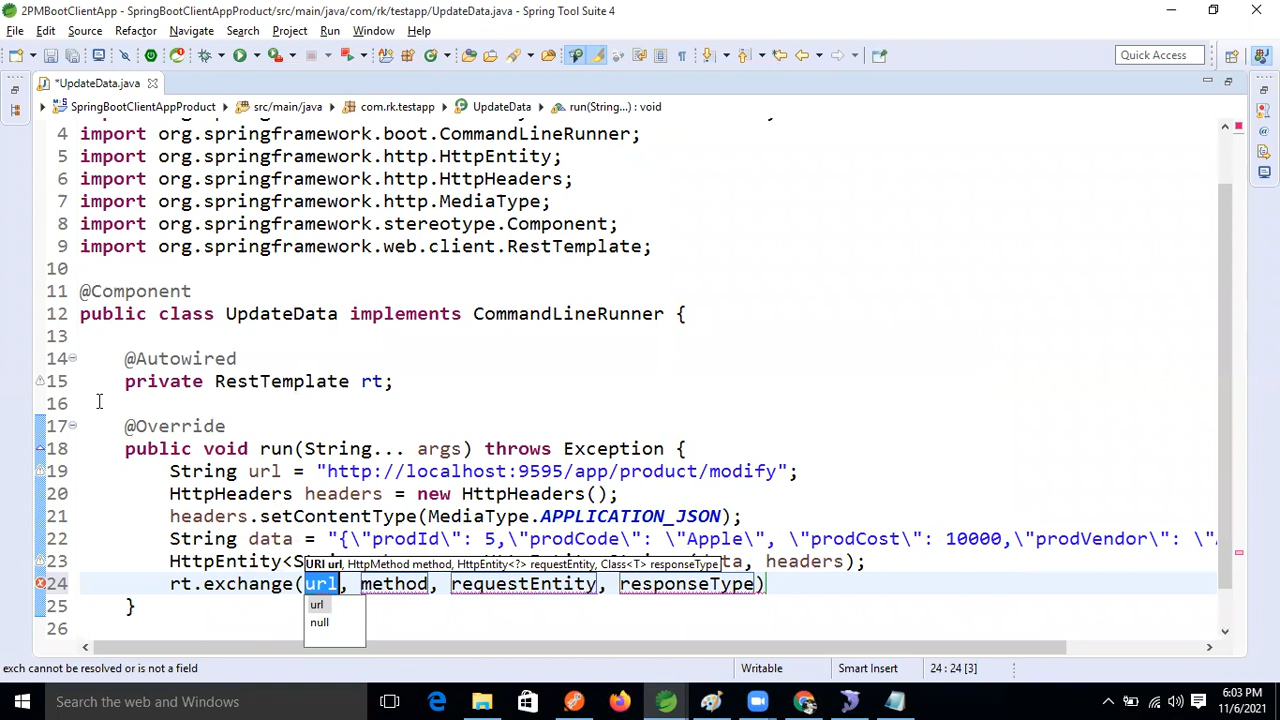 2PMBootClientApp - SpringBootClientAppProduct/src/main/java/com/rk/testapp/UpdateData.java - Spring Tool Suite 4
File Edit Source Refactor Navigate Search Project Run Window Help
Quick Access
*UpdateData.java
SpringBootClientAppProduct src/main/java com.rk.testapp UpdateData run(String...) : void
4 import org.springframework.boot.CommandLineRunner;
5 import org.springframework.http.HttpEntity;
6 import org.springframework.http.HttpHeaders;
7 import org.springframework.http.MediaType;
8 import org.springframework.stereotype.Component;
9 import org.springframework.web.client.RestTemplate;
10
11 @Component
12 public class UpdateData implements CommandLineRunner {
13
14 @Autowired
15 private RestTemplate rt;
16
17 @Override
18 public void run(String... args) throws Exception {
19 String url = "http://localhost:9595/app/product/modify";
20 HttpHeaders headers = new HttpHeaders();
21 headers.setContentType(MediaType.APPLICATION_JSON);
22 String data = "{\"prodId\": 5,\"prodCode\": \"Apple\", \"prodCost\": 10000,\"prodVendor\": \"
23 HttpEntity<S headers);
URI url, HttpMethod method, HttpEntity<?> requestEntity, Class<T> responseType
24 rt.exchange(url, method, requestEntity, responseType)
url
25 }
null
26
exch cannot be resolved or is not a field Writable Smart Insert 24 : 24 [3]
Search the web and Windows
6:03 PM
11/6/2021